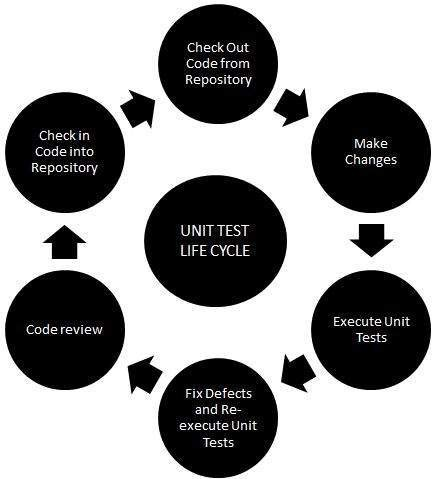 Check Out
Code from
Repository
Make
Changes
Execute Unit
Tests
Fix Defects
and Re-
execute Unit
Tests
Code review
Check in
Code into
Repository
UNIT TEST
LIFE CYCLE